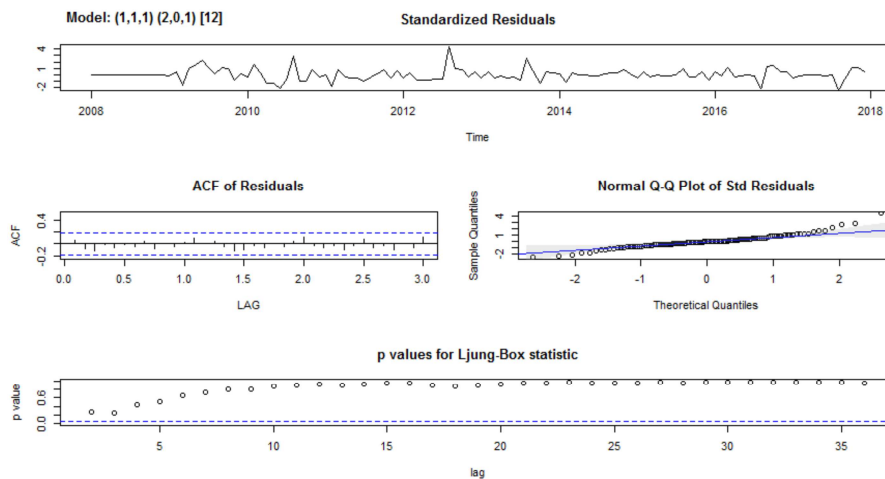 Model: (1,1,1) (2,0,1) [12]
Standardized Residuals
4
1
-2
2008 2010 2012 2014 2016 2018
Time
ACF of Residuals
ACF
0.4
-0.2
0.0 0.5 1.0 1.5 2.0 2.5 3.0
LAG
Normal Q-Q Plot of Std Residuals
Sample Quantiles
4
1
-2
-2 -1 0 1 2
Theoretical Quantiles
p values for Ljung-Box statistic
p value
0.6
0.0
5 10 15 20 25 30 35
lag